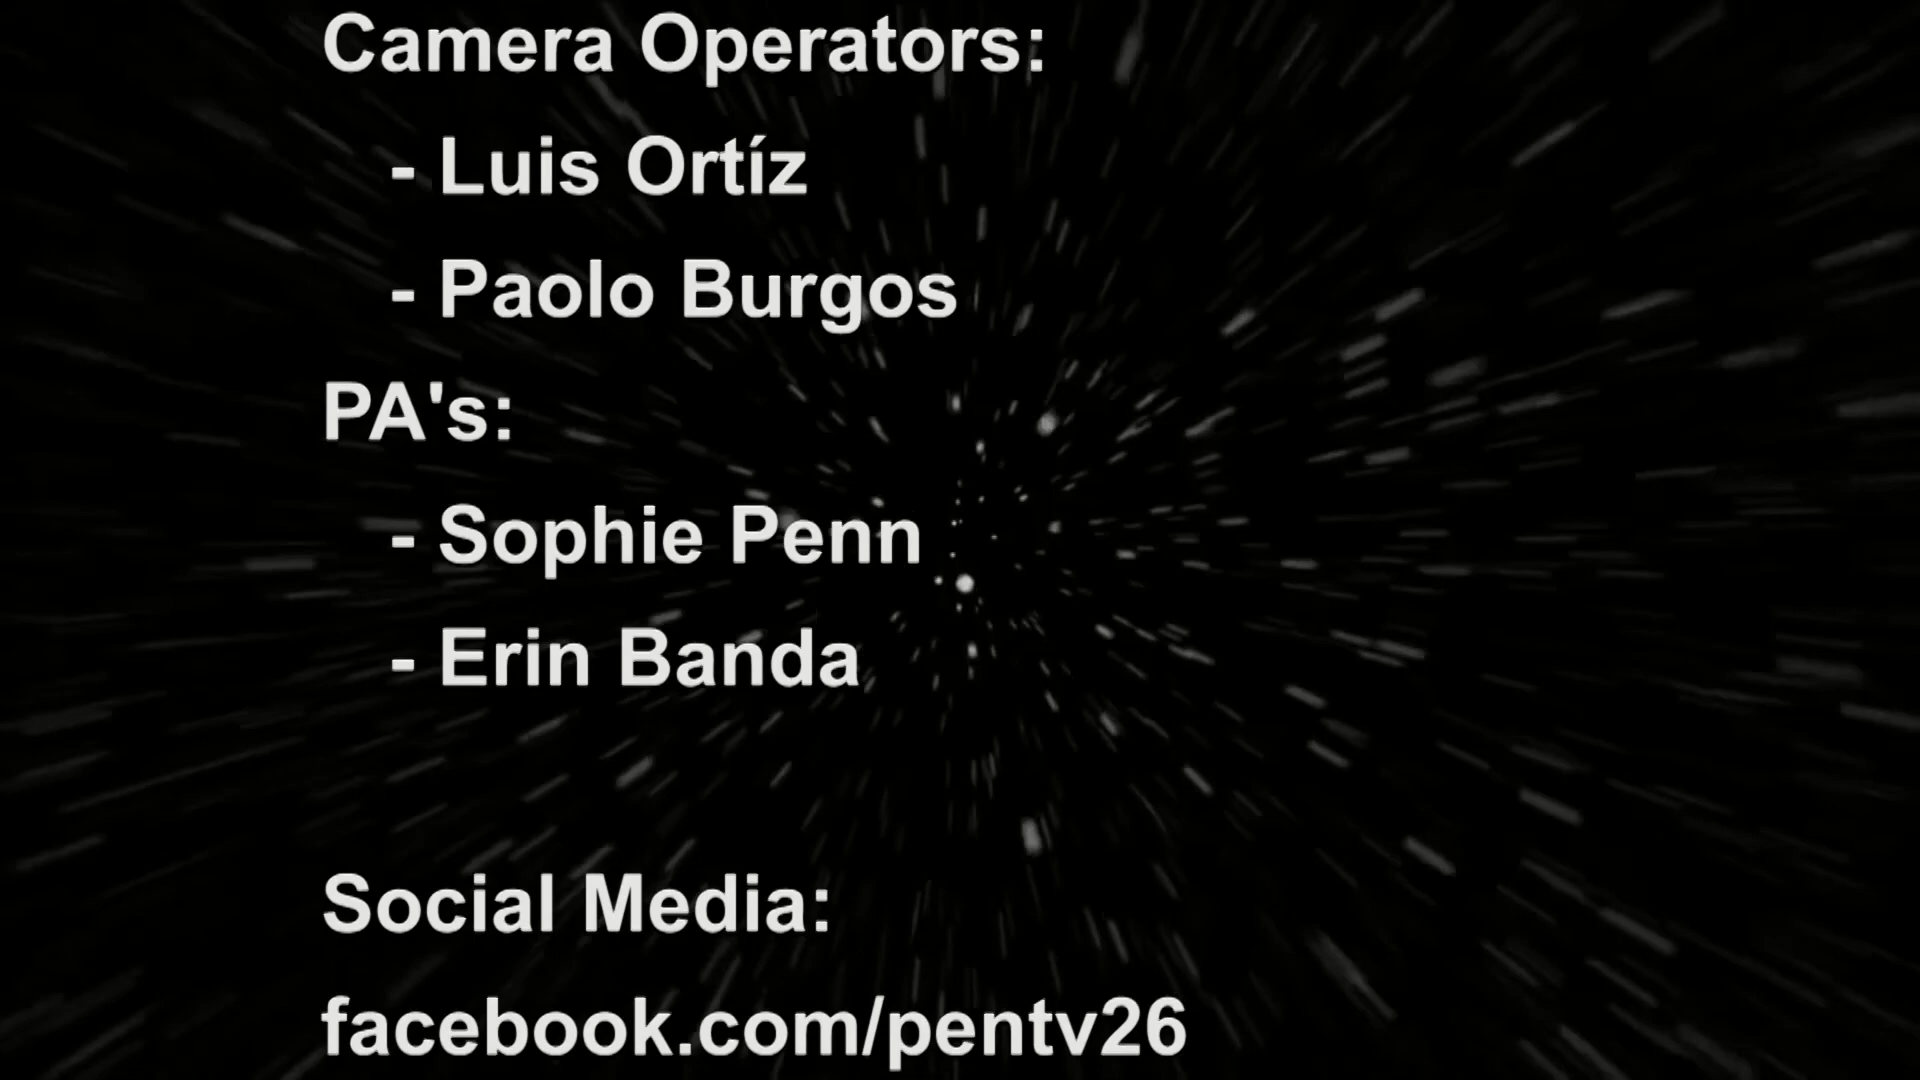 Camera Operators:
- Luis Ortíz
- Paolo Burgos
PA's:
- Sophie Penn
- Erin Banda
Social Media:
facebook.com/pentv26